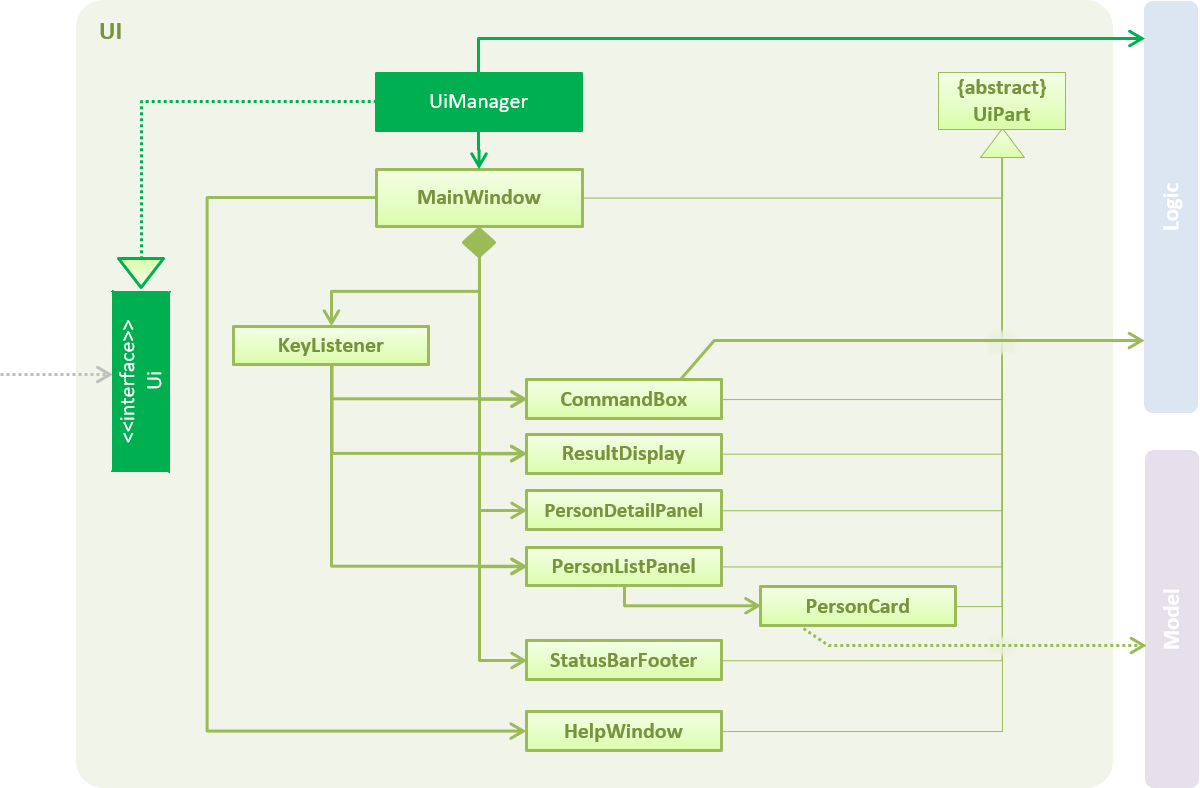 UI
UiManager
{abstract}
UiPart
MainWindow
Logic
<<interface>>
Ui
KeyListener
CommandBox
ResultDisplay
PersonDetailPanel
PersonListPanel
PersonCard
Model
StatusBarFooter
HelpWindow